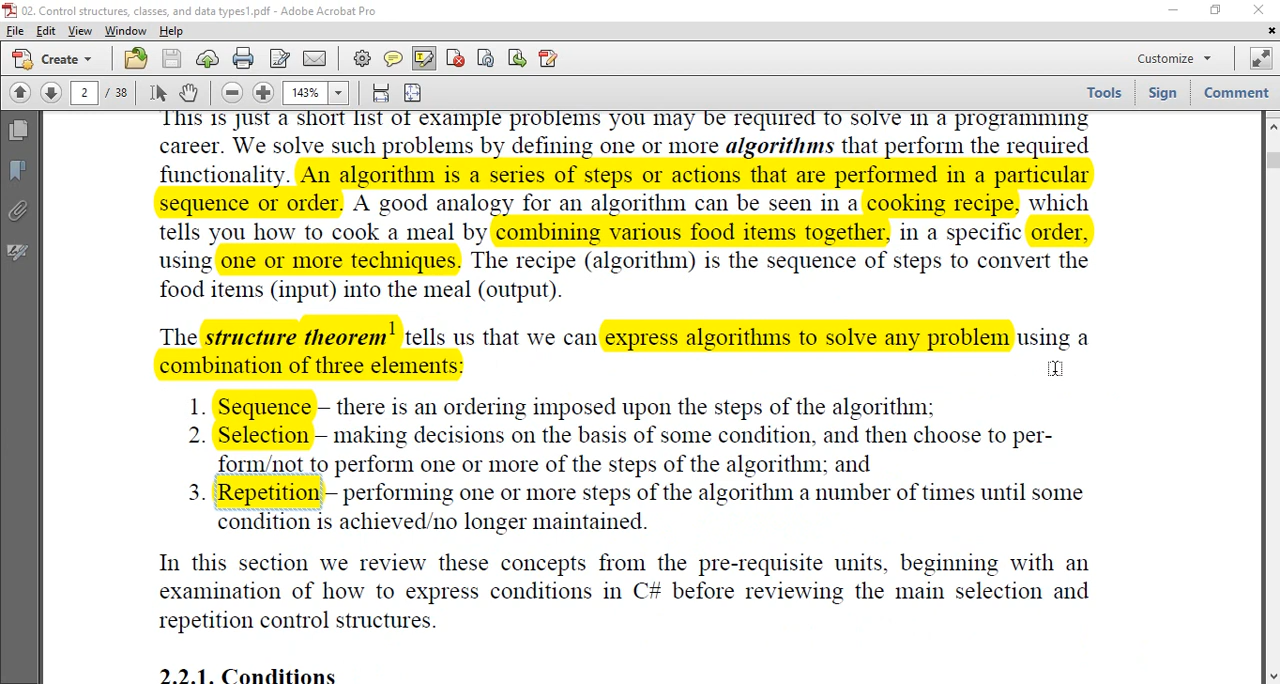 02. Control structures, classes, and data types1.pdf - Adobe Acrobat Pro
File Edit View Window Help
Create Customize
2 / 38 143% Tools Sign Comment
This is just a short list of example problems you may be required to solve in a programming
career. We solve such problems by defining one or more algorithms that perform the required
functionality. An algorithm is a series of steps or actions that are performed in a particular
sequence or order. A good analogy for an algorithm can be seen in a cooking recipe, which
tells you how to cook a meal by combining various food items together, in a specific order,
using one or more techniques. The recipe (algorithm) is the sequence of steps to convert the
food items (input) into the meal (output).
The structure theorem1 tells us that we can express algorithms to solve any problem using a
combination of three elements:
1. Sequence – there is an ordering imposed upon the steps of the algorithm;
2. Selection – making decisions on the basis of some condition, and then choose to per-
form/not to perform one or more of the steps of the algorithm; and
3. Repetition – performing one or more steps of the algorithm a number of times until some
condition is achieved/no longer maintained.
In this section we review these concepts from the pre-requisite units, beginning with an
examination of how to express conditions in C# before reviewing the main selection and
repetition control structures.
2.2.1. Conditions